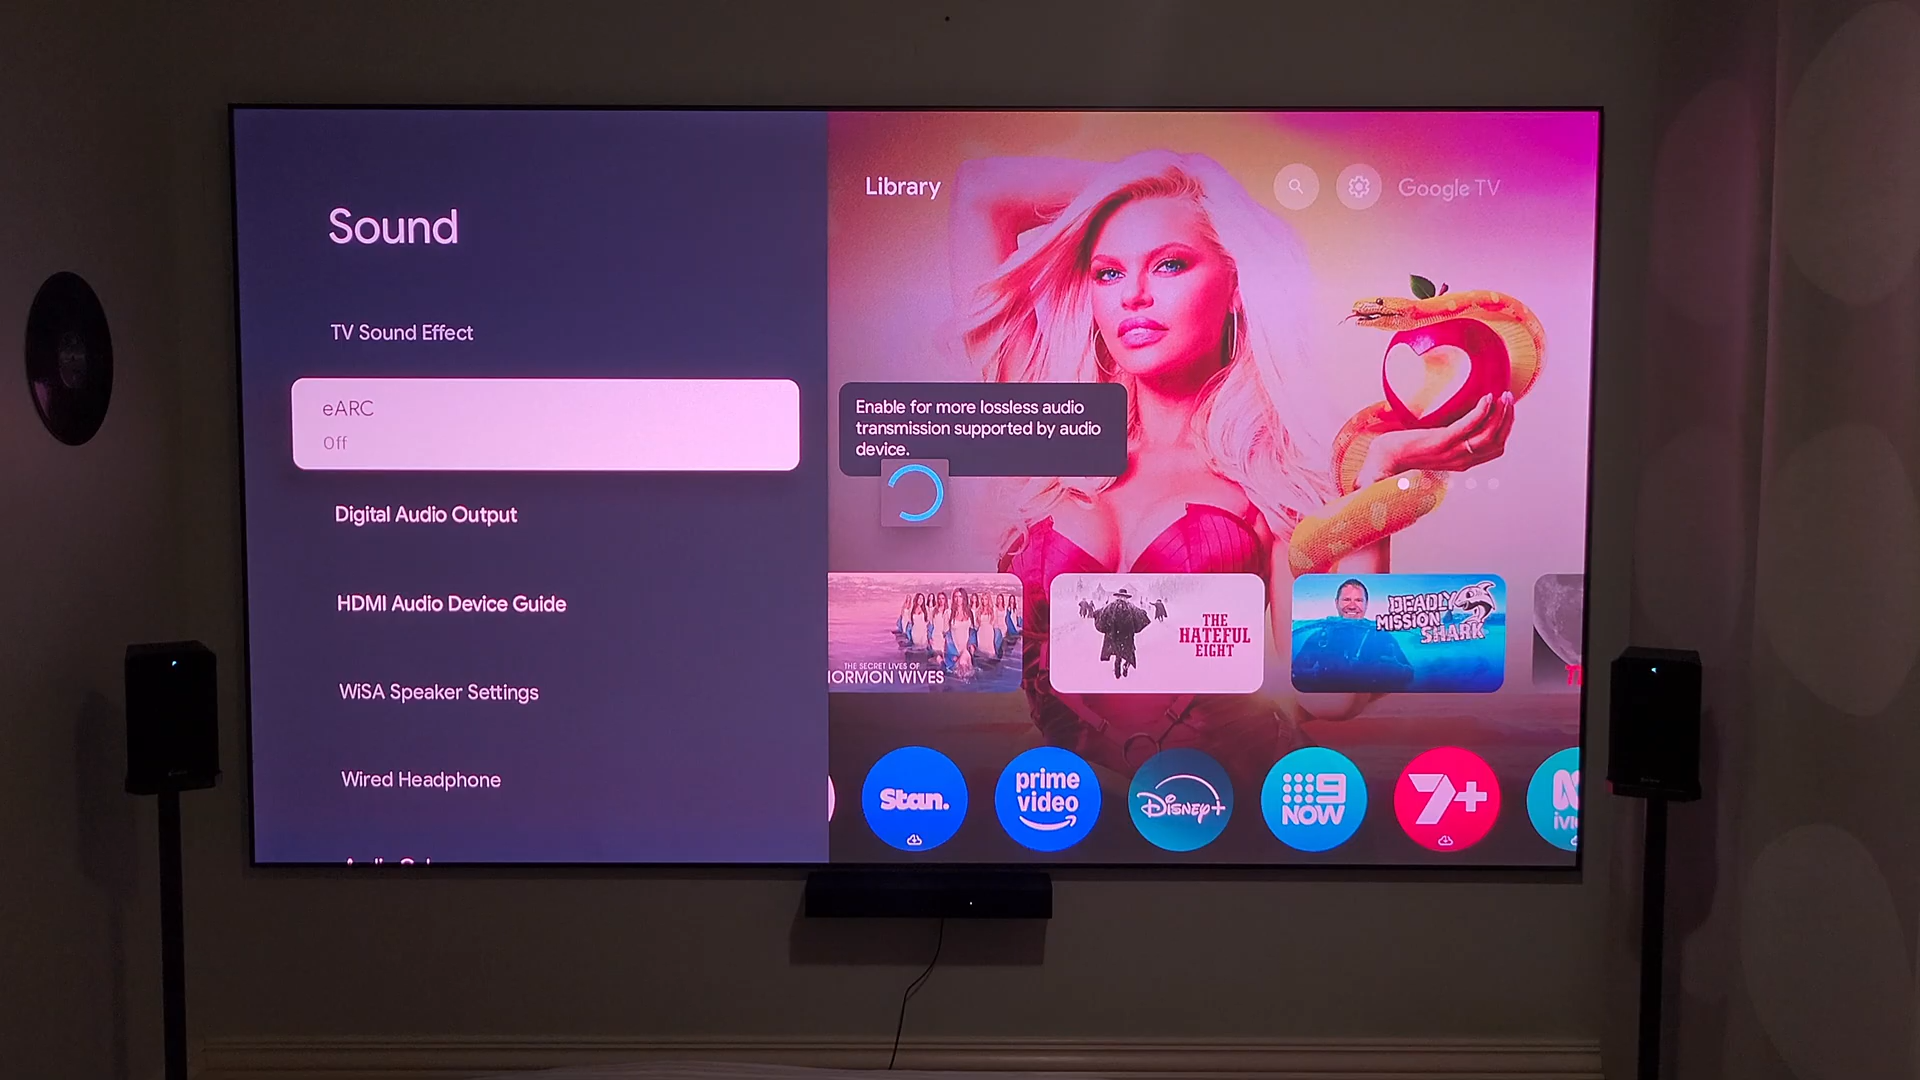 Sound
TV Sound Effect
eARC
Off
Digital Audio Output
HDMI Audio Device Guide
WiSA Speaker Settings
Wired Headphone
Library
Google TV
Enable for more lossless audio
transmission supported by audio
device.
THE SECRET LIVES OF
MORMON WIVES
THE
HATEFUL
EIGHT
DEADLY
MISSION
SHARK
Stan.
prime
video
Disney+
9
NOW
7+